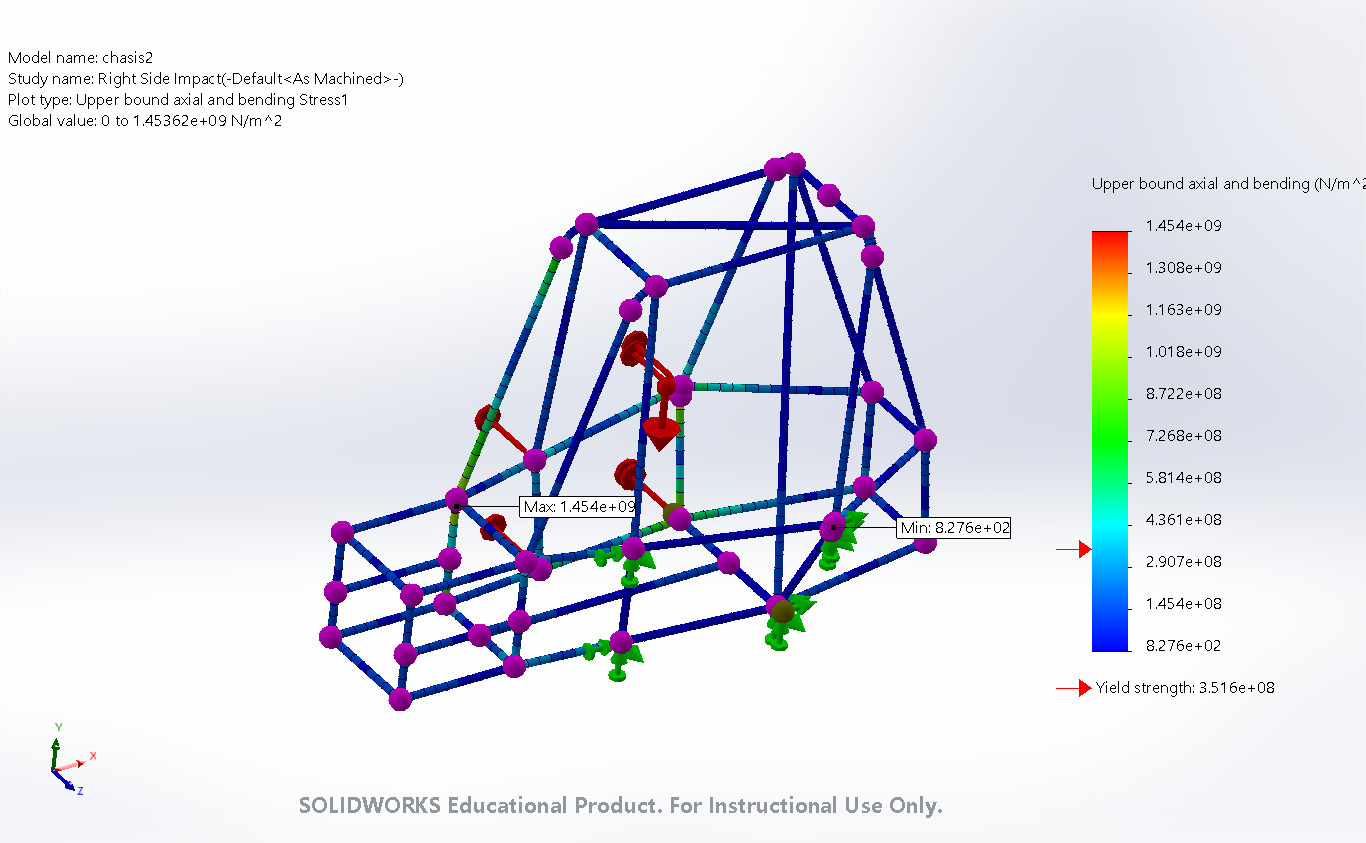 Model name: chasis2
Study name: Right Side Impact(-Default<As Machined>-)
Plot type: Upper bound axial and bending Stress1
Global value: 0 to 1.45362e+09 N/m^2
Upper bound axial and bending (N/m^2
1.454e+09
1.308e+09
1.163e+09
1.018e+09
8.722e+08
7.268e+08
5.814e+08
4.361e+08
2.907e+08
1.454e+08
8.276e+02
Yield strength: 3.516e+08
Max: 1.454e+09
Min: 8.276e+02
Y
X
Z
SOLIDWORKS Educational Product. For Instructional Use Only.